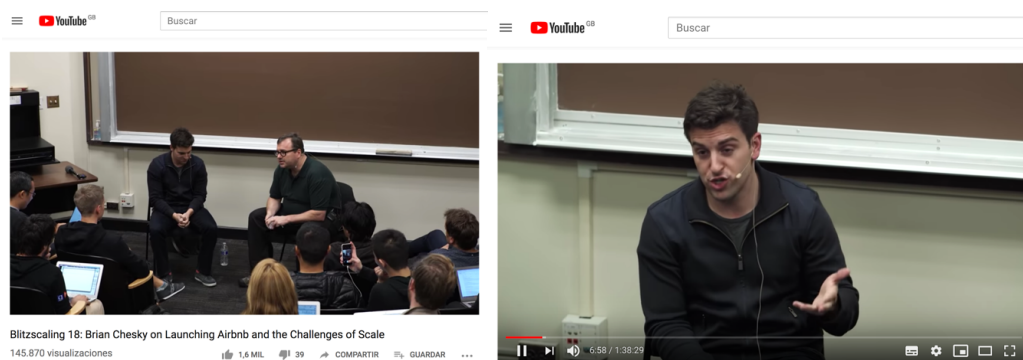 YouTube GB
Buscar
Blitzscaling 18: Brian Chesky on Launching Airbnb and the Challenges of Scale
145.870 visualizaciones
1,6 MIL
39
COMPARTIR
GUARDAR
YouTube GB
Buscar
6:58 / 1:38:29